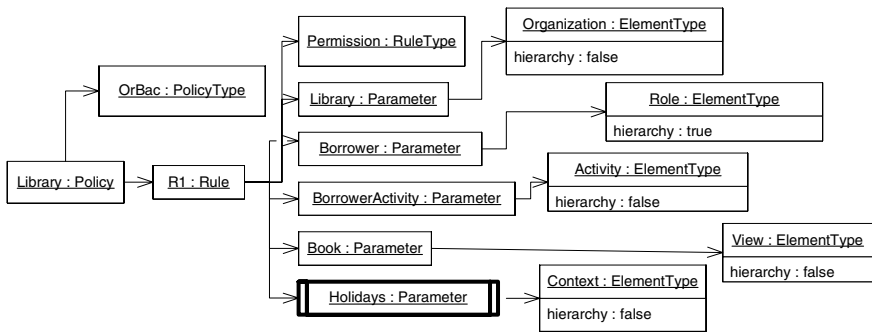 Organization : ElementType
hierarchy : false
Permission : RuleType
OrBac : PolicyType
Library : Parameter
Role : ElementType
hierarchy : true
Borrower : Parameter
Activity : ElementType
hierarchy : false
Library : Policy
R1 : Rule
BorrowerActivity : Parameter
View : ElementType
hierarchy : false
Book : Parameter
Context : ElementType
hierarchy : false
Holidays : Parameter